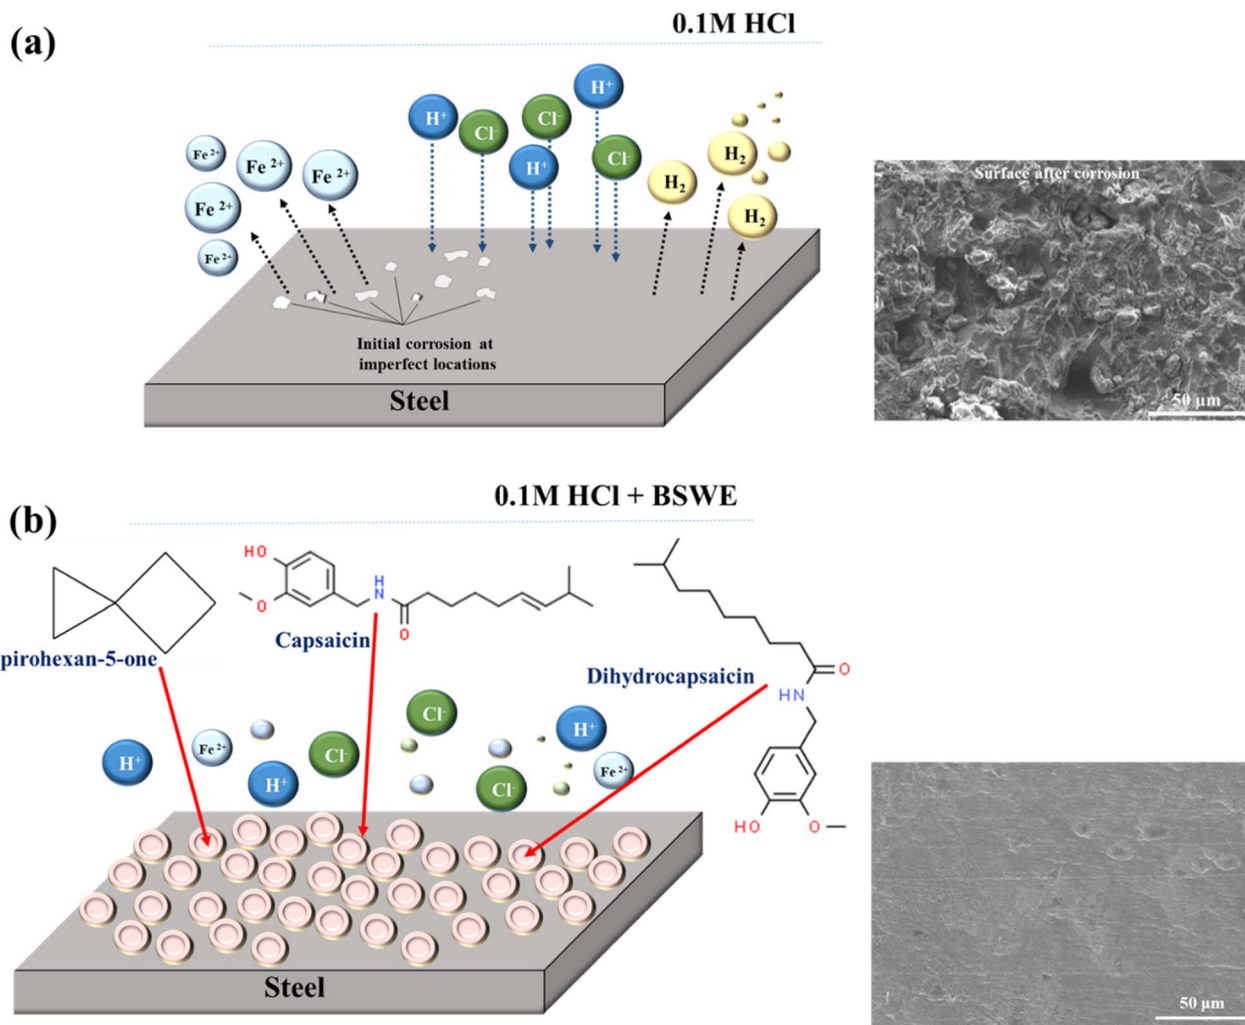 (a)
0.1M HCl
H⁺
Cl⁻
Cl⁻
H⁺
H⁺
Cl⁻
Fe ²⁺
Fe ²⁺
Fe ²⁺
Fe ²⁺
Fe ²⁺
H₂
H₂
H₂
Initial corrosion at
imperfect locations
Steel
Surface after corrosion
50 µm
(b)
0.1M HCl + BSWE
HO
O
H
N
O
pirohexan-5-one
Capsaicin
Dihydrocapsaicin
O
HN
HO
O
H⁺
Fe ²⁺
H⁺
Cl⁻
Cl⁻
Cl⁻
H⁺
Fe ²⁺
Steel
50 µm